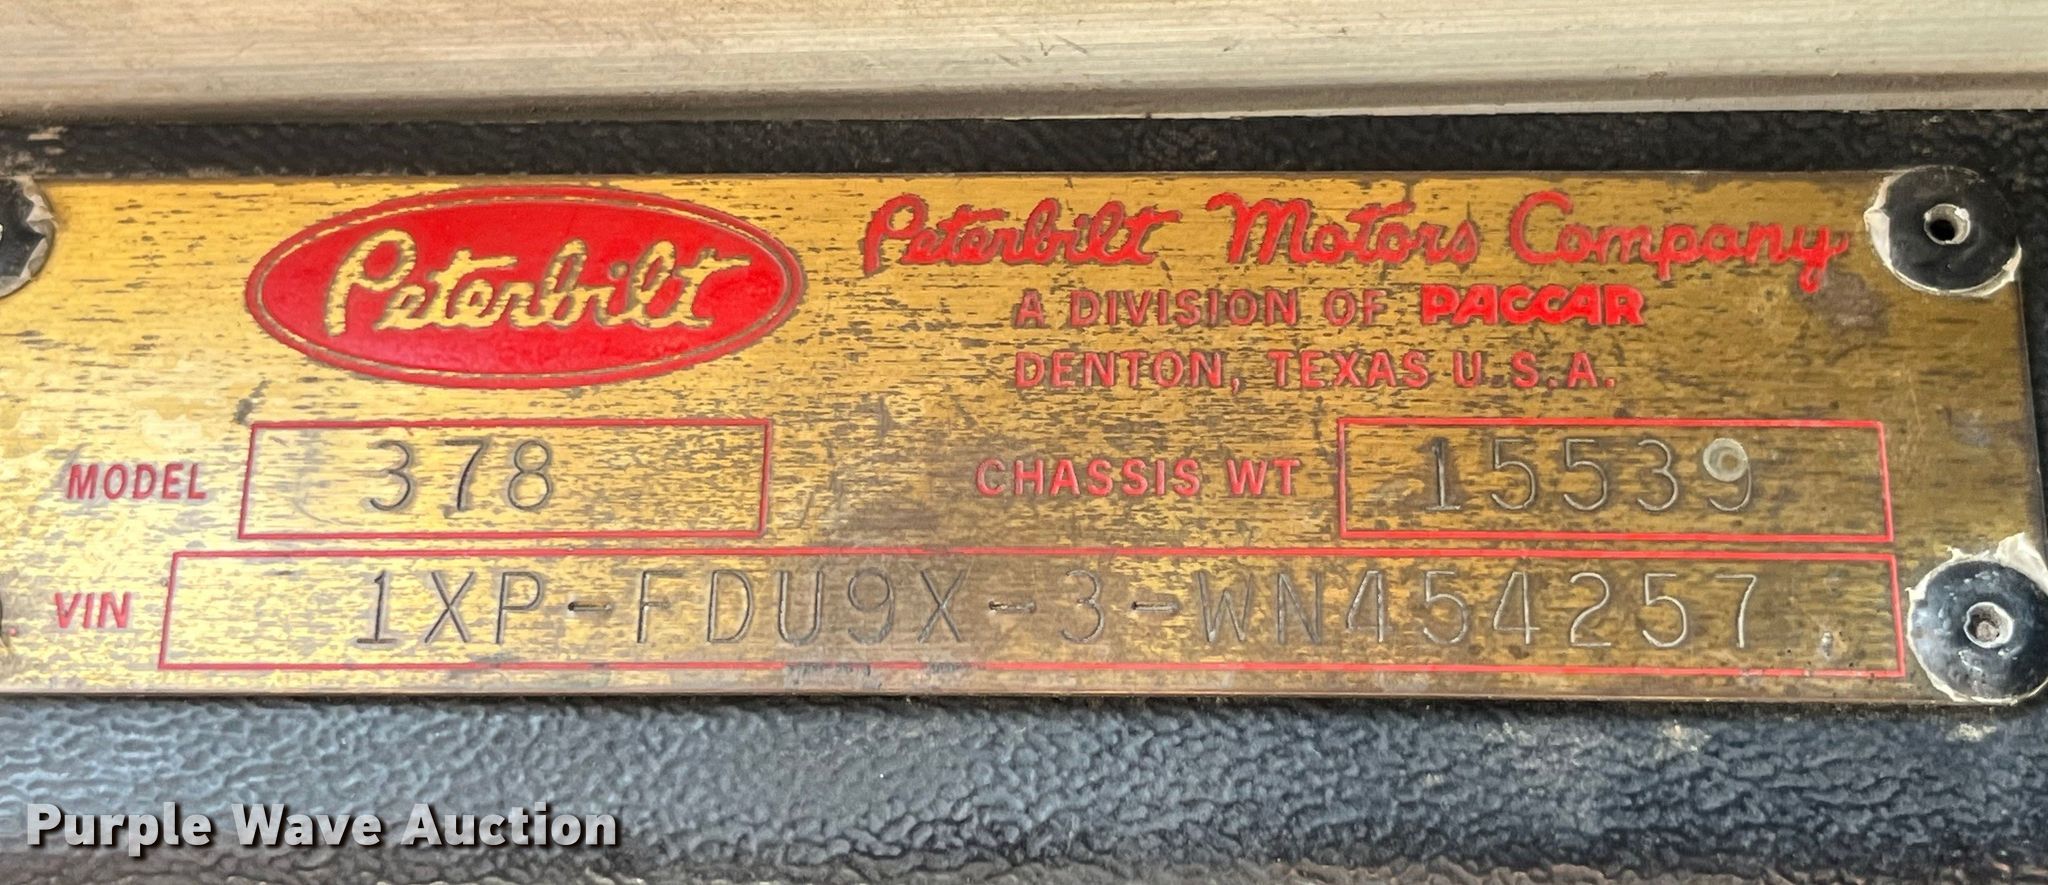 Peterbilt
Peterbilt Motors Company
A DIVISION OF PACCAR
DENTON, TEXAS U.S.A.
MODEL 378
CHASSIS WT 15539
VIN 1XP-FDU9X-3-WN454257
Purple Wave Auction